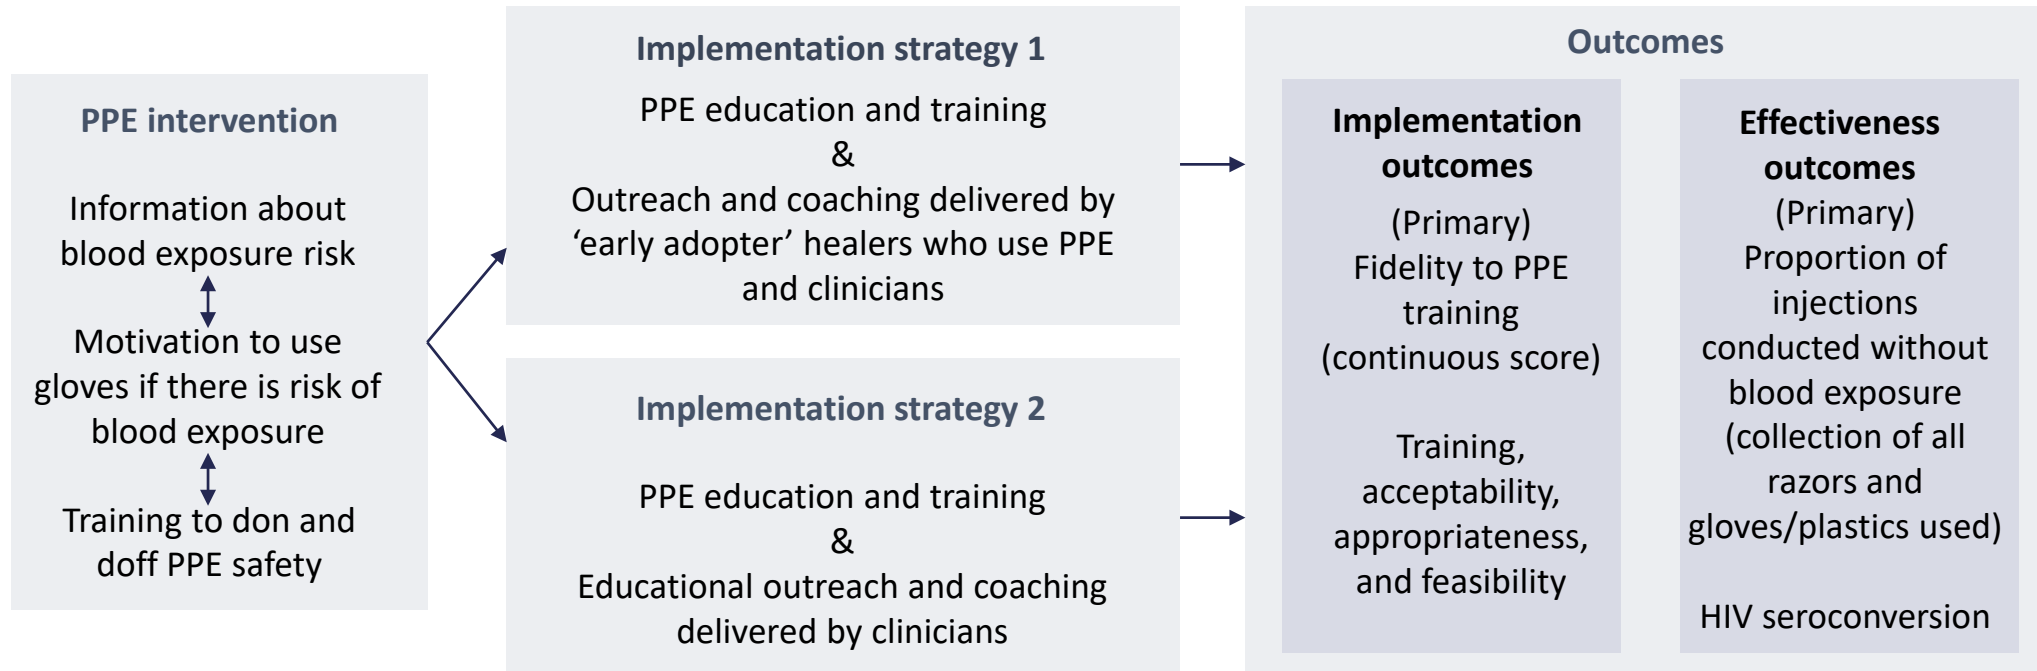 PPE intervention
Information about
blood exposure risk
Motivation to use
gloves if there is risk of
blood exposure
Training to don and
doff PPE safety
Implementation strategy 1
PPE education and training
&
Outreach and coaching delivered by
‘early adopter’ healers who use PPE
and clinicians
Implementation strategy 2
PPE education and training
&
Educational outreach and coaching
delivered by clinicians
Outcomes
Implementation
outcomes
(Primary)
Fidelity to PPE
training
(continuous score)
Training,
acceptability,
appropriateness,
and feasibility
Effectiveness
outcomes
(Primary)
Proportion of
injections
conducted without
blood exposure
(collection of all
razors and
gloves/plastics used)
HIV seroconversion